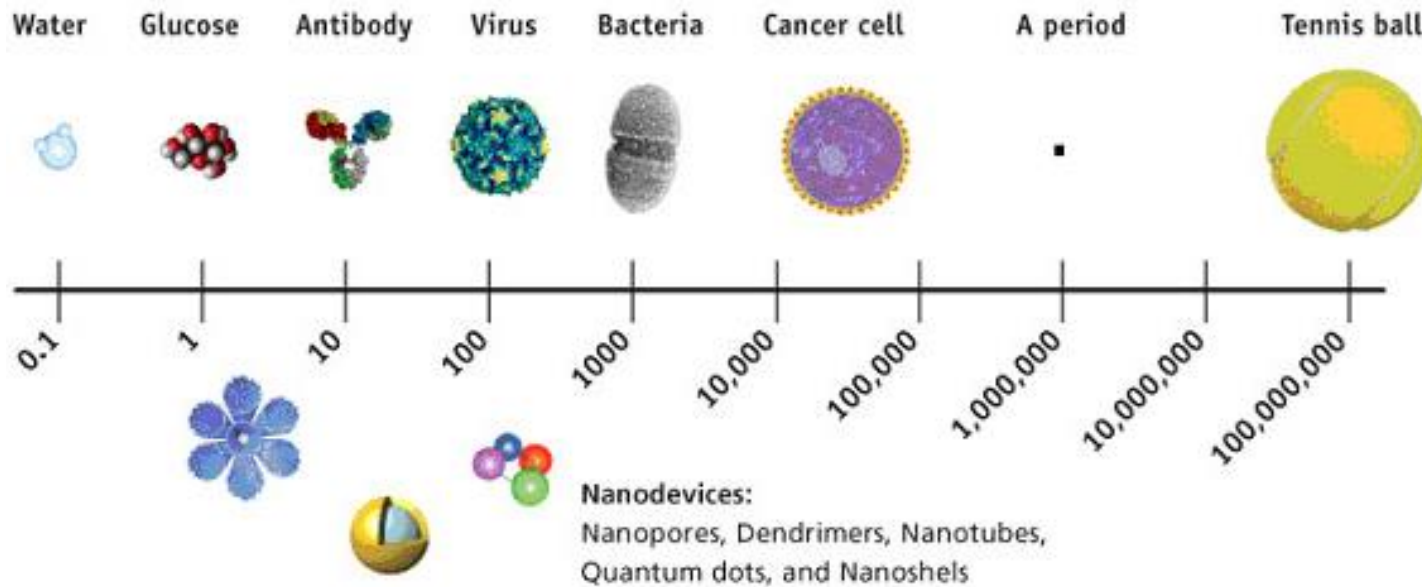 Water Glucose Antibody Virus Bacteria Cancer cell A period Tennis ball
0.1 1 10 100 1000 10,000 100,000 1,000,000 10,000,000 100,000,000
Nanodevices:
Nanopores, Dendrimers, Nanotubes,
Quantum dots, and Nanoshels